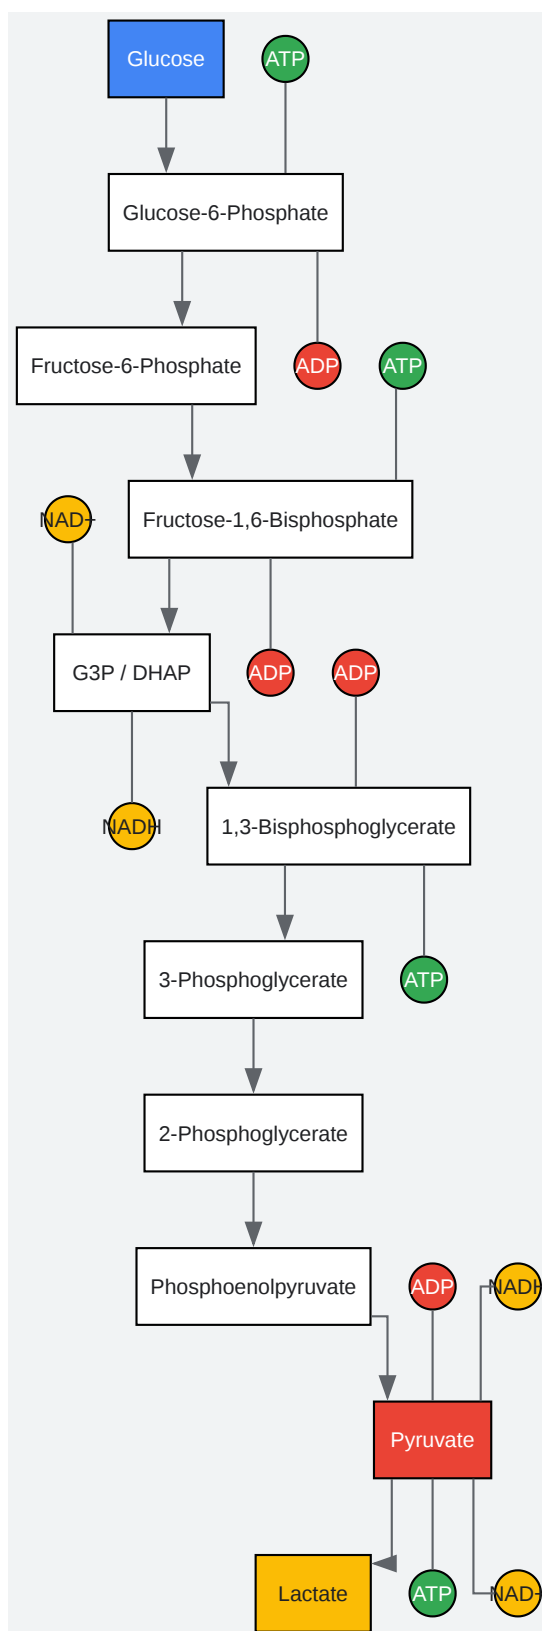 Glucose
ATP
Glucose-6-Phosphate
Fructose-6-Phosphate
ADP
ATP
NAD+
Fructose-1,6-Bisphosphate
G3P / DHAP
ADP
ADP
NADH
1,3-Bisphosphoglycerate
3-Phosphoglycerate
ATP
2-Phosphoglycerate
Phosphoenolpyruvate
ADP
NADH
Pyruvate
Lactate
ATP
NAD+